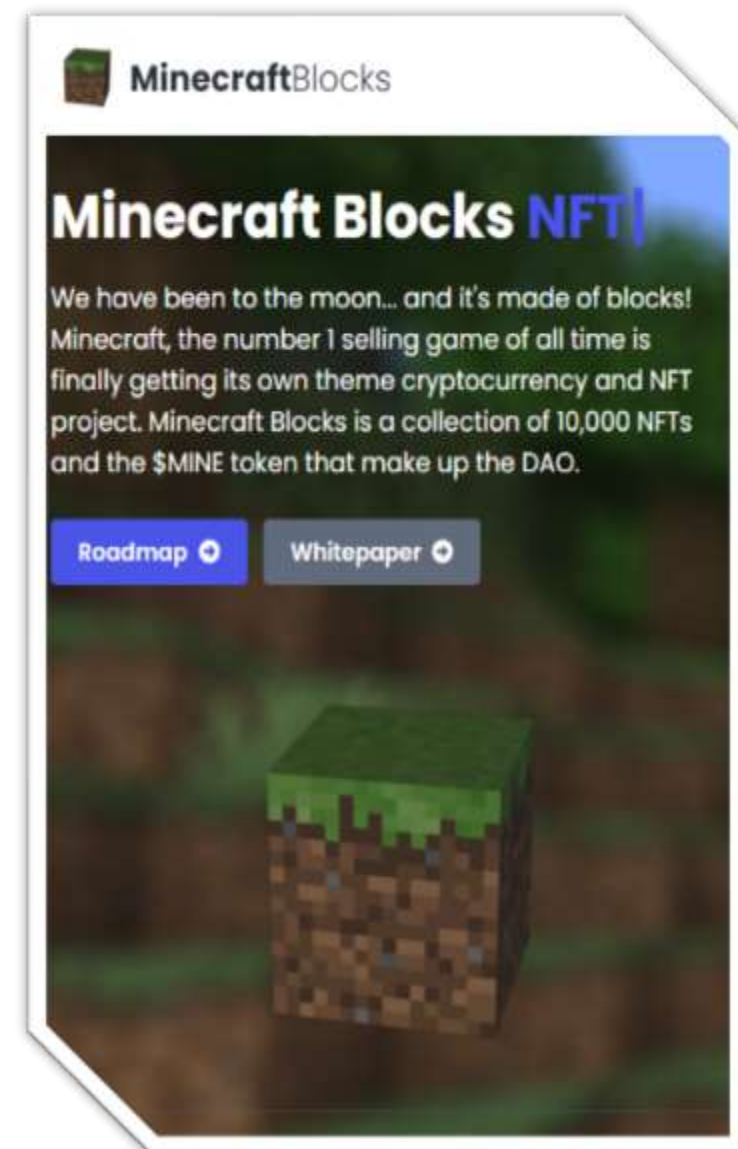 MinecraftBlocks
Minecraft Blocks NFT|
We have been to the moon... and it's made of blocks!
Minecraft, the number 1 selling game of all time is
finally getting its own theme cryptocurrency and NFT
project. Minecraft Blocks is a collection of 10,000 NFTs
and the $MINE token that make up the DAO.
Roadmap Whitepaper